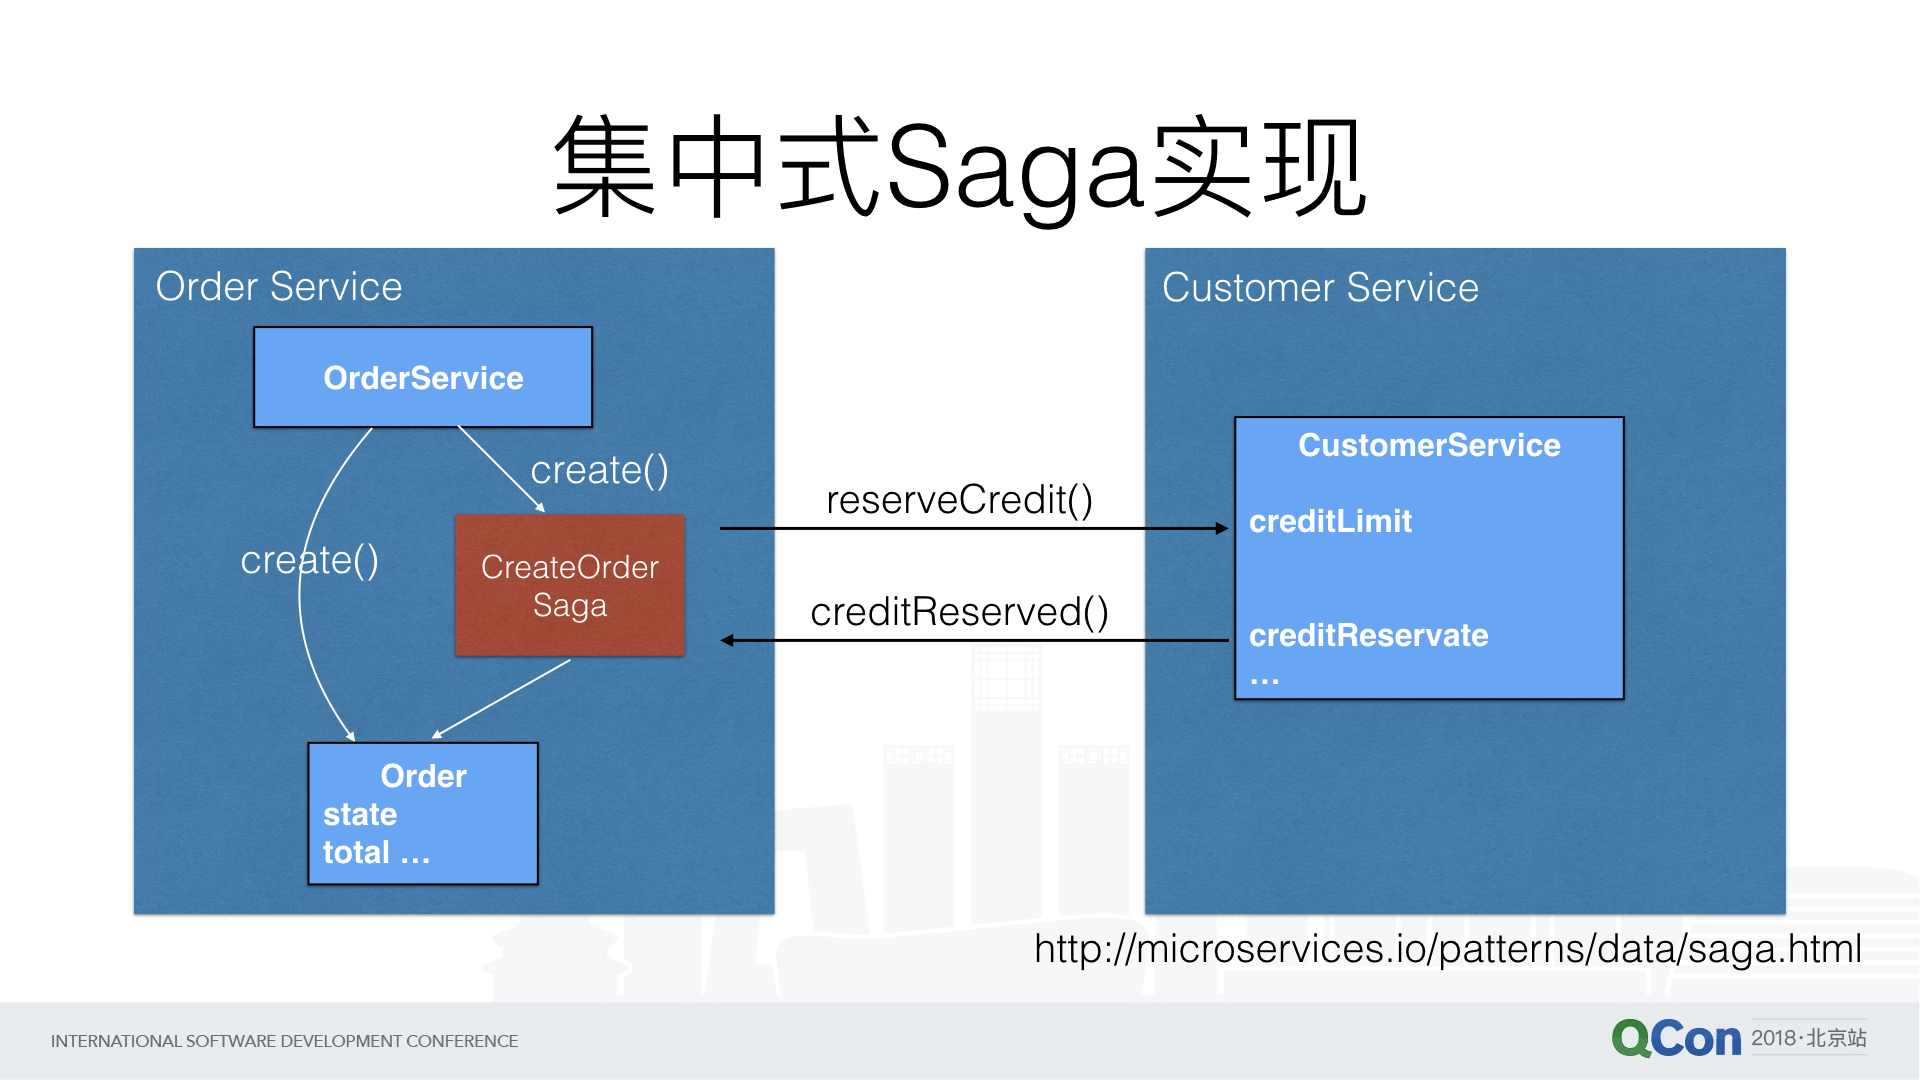 集中式Saga实现
Order Service
OrderService
create()
create()
CreateOrder
Saga
Order
state
total ...
reserveCredit()
creditReserved()
Customer Service
CustomerService
creditLimit
creditReservate
...
http://microservices.io/patterns/data/saga.html
INTERNATIONAL SOFTWARE DEVELOPMENT CONFERENCE
QCon 2018·北京站